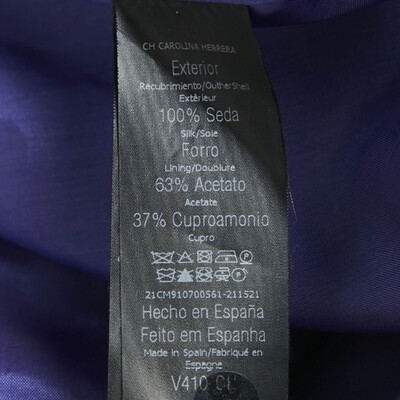 CH CAROLINA HERRERA
Exterior
Recubrimiento/OutherShell
Extérieur
100% Seda
Silk/Soie
Forro
Lining/Doublure
63% Acetato
Acetate
37% Cuproamonio
Cupro
21CM910700561-211521
Hecho en España
Feito em Espanha
Made in Spain/Fabriqué en
Espagne
V410